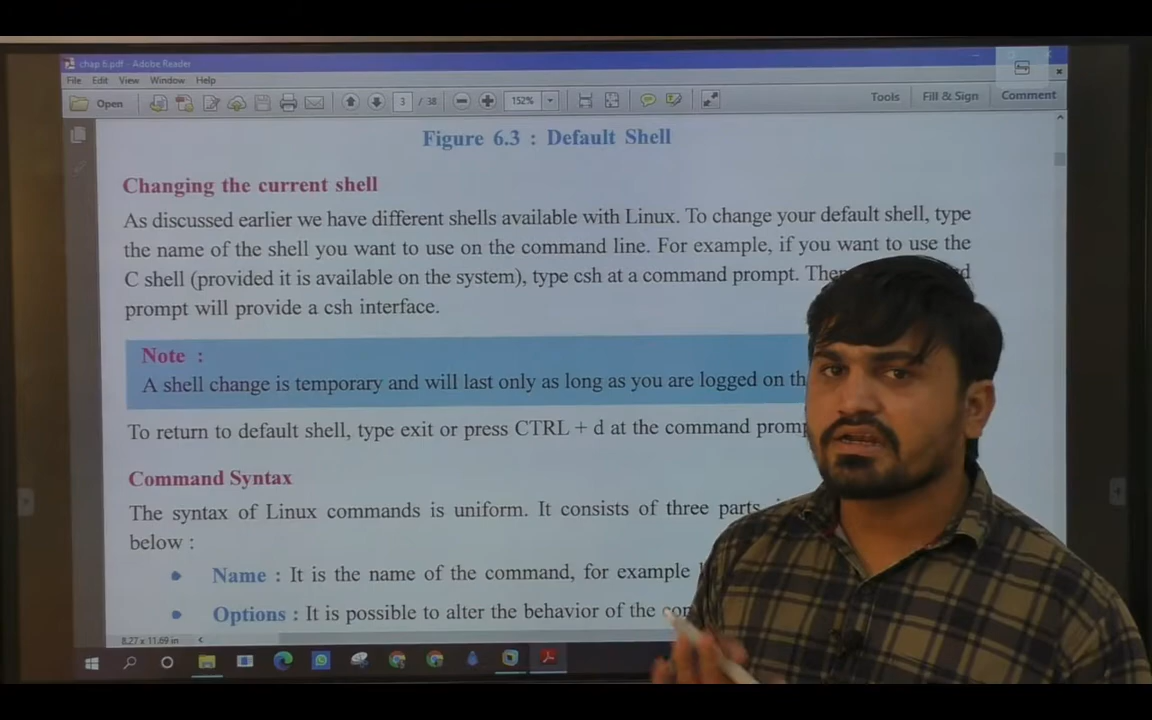 chap 6.pdf - Adobe Reader
File Edit View Window Help
Open 3 / 38 152% Tools Fill & Sign Comment
Figure 6.3 : Default Shell
Changing the current shell
As discussed earlier we have different shells available with Linux. To change your default shell, type
the name of the shell you want to use on the command line. For example, if you want to use the
C shell (provided it is available on the system), type csh at a command prompt. The
prompt will provide a csh interface.
Note :
A shell change is temporary and will last only as long as you are logged on th
To return to default shell, type exit or press CTRL + d at the command promp
Command Syntax
The syntax of Linux commands is uniform. It consists of three parts
below :
Name : It is the name of the command, for example
Options : It is possible to alter the behavior of the co
8.27 x 11.69 in